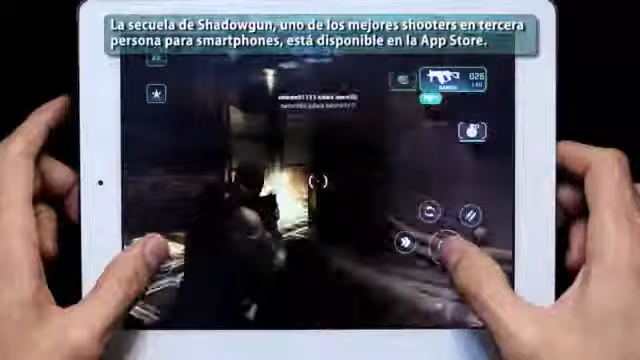 La secuela de Shadowgun, uno de los mejores shooters en tercera
persona para smartphones, está disponible en la App Store.
026